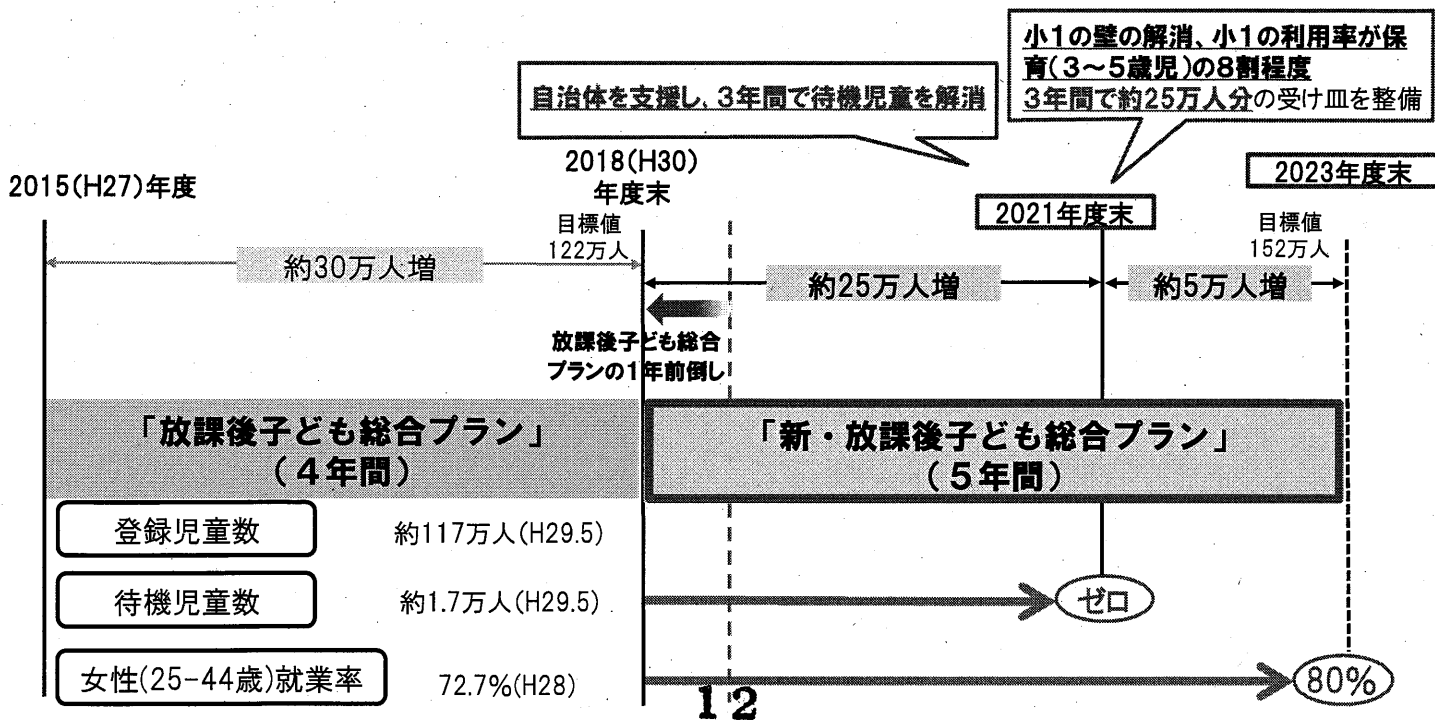 小1の壁の解消、小1の利用率が保
育(3～5歳児)の8割程度
3年間で約25万人分の受け皿を整備
自治体を支援し、3年間で待機児童を解消
2015(H27)年度
2018(H30)
年度末
2021年度末
2023年度末
目標値
122万人
目標値
152万人
約30万人増
約25万人増
約5万人増
放課後子ども総合
プランの1年前倒し
「放課後子ども総合プラン」
(4年間)
「新・放課後子ども総合プラン」
(5年間)
登録児童数
約117万人(H29.5)
待機児童数
約1.7万人(H29.5)
ゼロ
女性(25-44歳)就業率
72.7%(H28)
80%
12